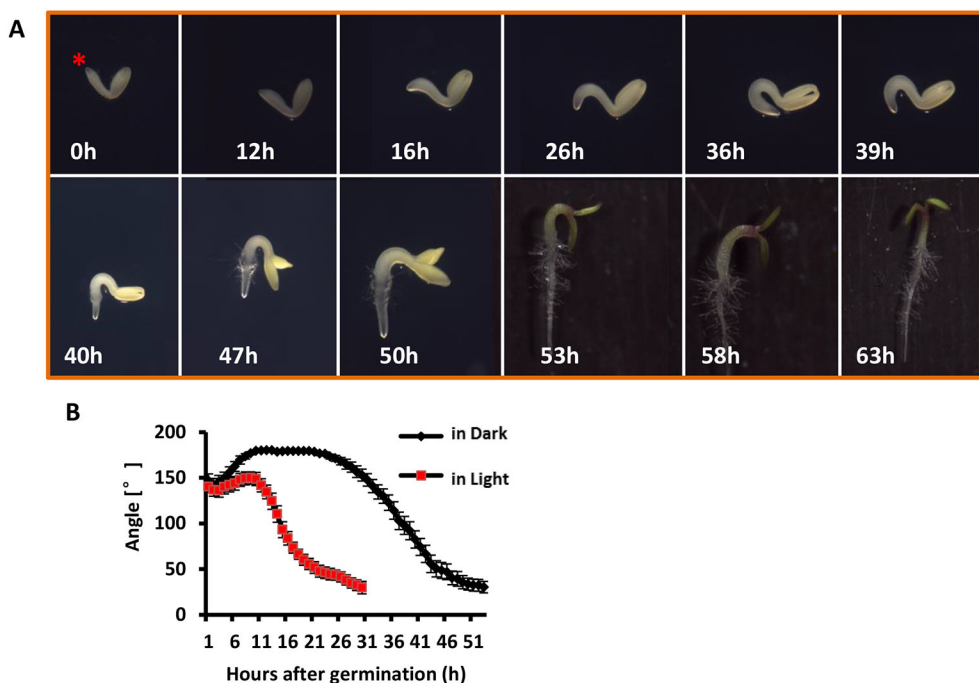 A
*
0h
12h
16h
26h
36h
39h
40h
47h
50h
53h
58h
63h
B
200
150
100
50
0
Angle [°]
in Dark
in Light
1 6 11 16 21 26 31 36 41 46 51
Hours after germination (h)